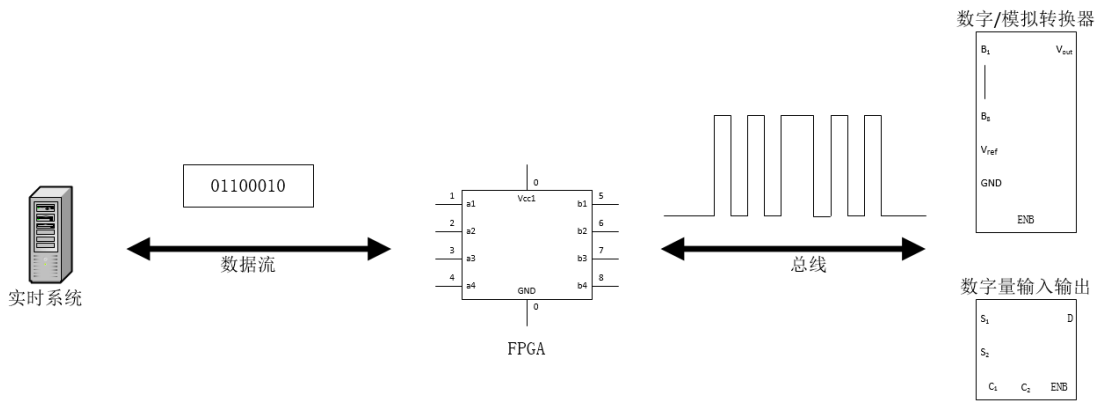 实时系统
01100010
数据流
0
Vcc1
1 a1 b1 5
2 a2 b2 6
3 a3 b3 7
4 a4 b4 8
GND
0
FPGA
总线
数字/模拟转换器
B₁ Vout
B₈
Vref
GND
ENB
数字量输入输出
S₁ D
S₂
C₁ C₂ ENB